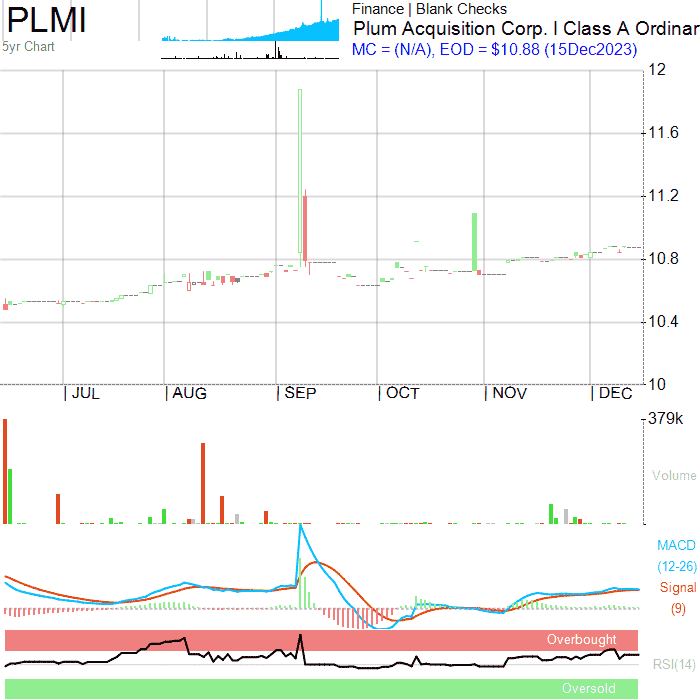 PLMI
5yr Chart
Finance | Blank Checks
Plum Acquisition Corp. I Class A Ordinar
MC = (N/A), EOD = $10.88 (15Dec2023)
12
11.6
11.2
10.8
10.4
10
JUL AUG SEP OCT NOV DEC
379k
Volume
MACD
(12-26)
Signal
(9)
Overbought
RSI(14)
Oversold